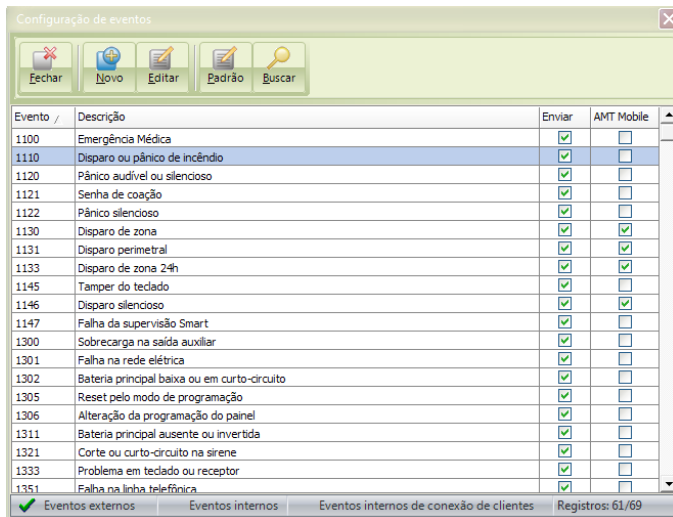 Configuração de eventos
Fechar Novo Editar Padrão Buscar
Evento Descrição Enviar AMT Mobile
1100 Emergência Médica
1110 Disparo ou pânico de incêndio
1120 Pânico audível ou silencioso
1121 Senha de coação
1122 Pânico silencioso
1130 Disparo de zona
1131 Disparo perimetral
1133 Disparo de zona 24h
1145 Tamper do teclado
1146 Disparo silencioso
1147 Falha da supervisão Smart
1300 Sobrecarga na saída auxiliar
1301 Falha na rede elétrica
1302 Bateria principal baixa ou em curto-circuito
1305 Reset pelo modo de programação
1306 Alteração da programação do painel
1311 Bateria principal ausente ou invertida
1321 Corte ou curto-circuito na sirene
1333 Problema em teclado ou receptor
1351 Falha na linha telefônica
Eventos externos Eventos internos Eventos internos de conexão de clientes Registros: 61/69